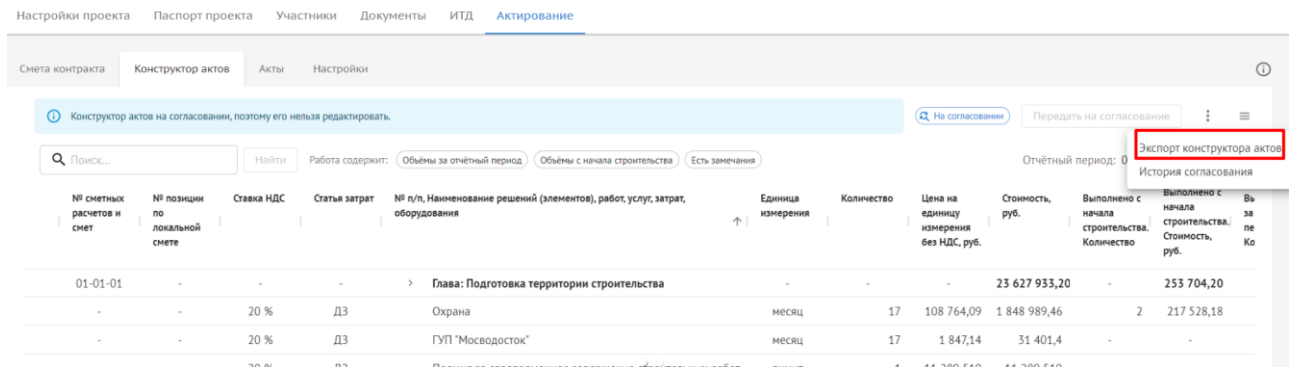 Настройки проекта Паспорт проекта Участники Документы ИТД Актирование
Смета контракта Конструктор актов Акты Настройки
Конструктор актов на согласовании, поэтому его нельзя редактировать. На согласовании Передать на согласование
Экспорт конструктора актов
Поиск... Найти Работа содержит: Объёмы за отчётный период Объёмы с начала строительства Есть замечания Отчётный период: 0
История согласования
№ сметных расчетов и смет
№ позиции по локальной смете
Ставка НДС
Статья затрат
№ п/п, Наименование решений (элементов), работ, услуг, затрат, оборудования
Единица измерения
Количество
Цена на единицу измерения без НДС, руб.
Стоимость, руб.
Выполнено с начала строительства. Количество
Выполнено с начала строительства. Стоимость, руб.
01-01-01 - - - Глава: Подготовка территории строительства - - - 23 627 933,20 - 253 704,20
- - 20 % ДЗ Охрана месяц 17 108 764,09 1 848 989,46 2 217 528,18
- - 20 % ДЗ ГУП "Мосводосток" месяц 17 1 847,14 31 401,4 - -